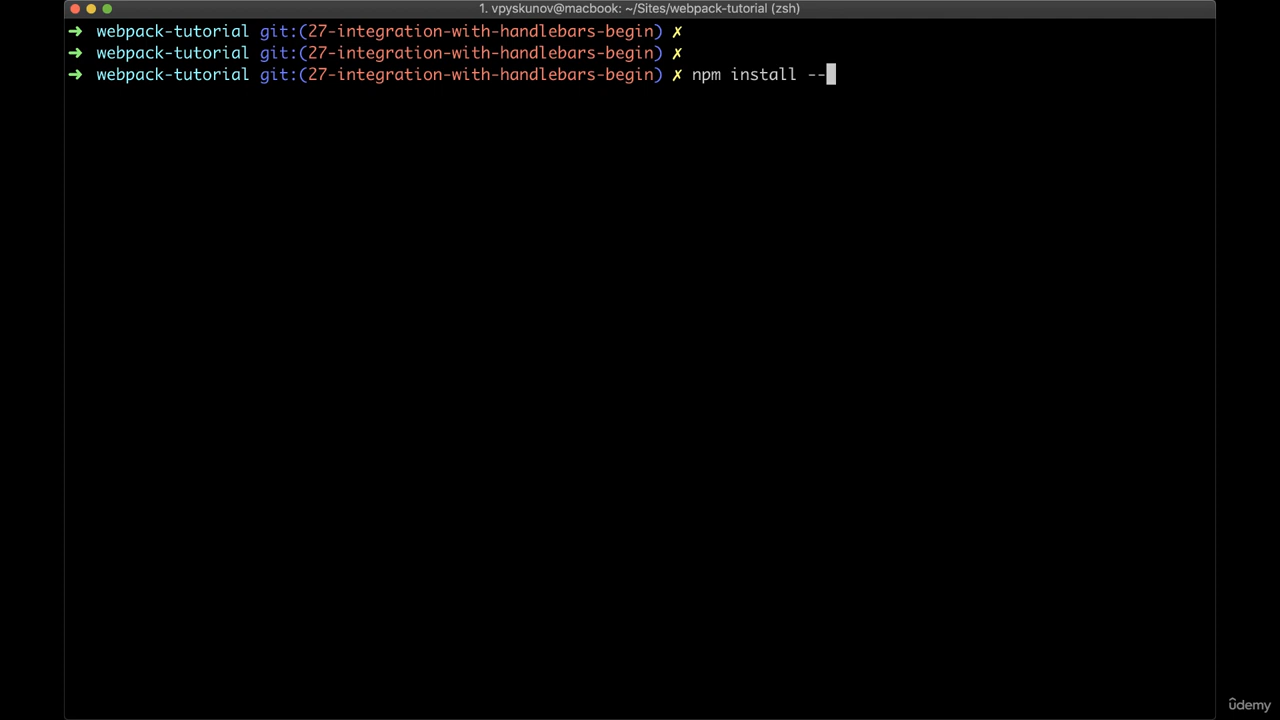 1. vpyskunov@macbook: ~/Sites/webpack-tutorial (zsh)
➜ webpack-tutorial git:(27-integration-with-handlebars-begin) ✗
➜ webpack-tutorial git:(27-integration-with-handlebars-begin) ✗
➜ webpack-tutorial git:(27-integration-with-handlebars-begin) ✗ npm install --
ûdemy